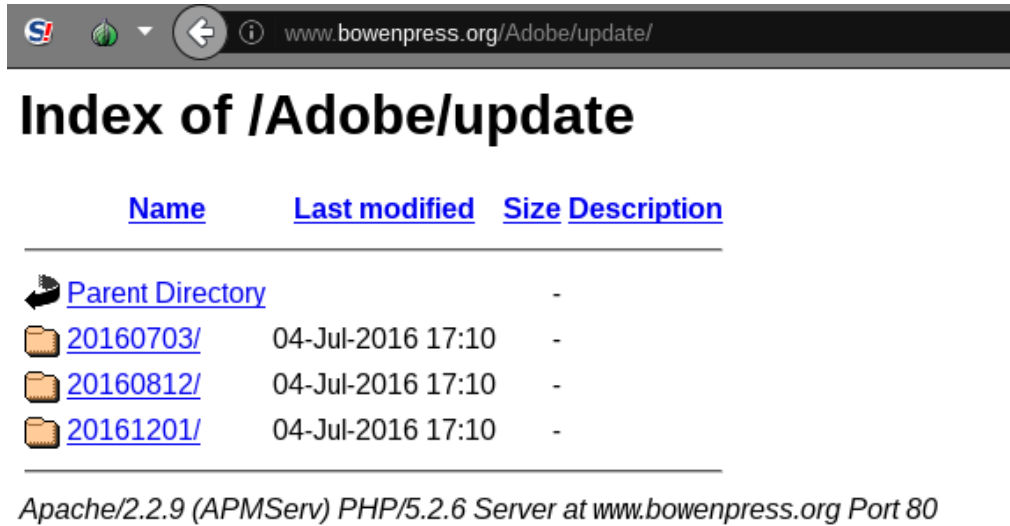 S!
www.bowenpress.org/Adobe/update/
Index of /Adobe/update
Name Last modified Size Description
Parent Directory -
20160703/ 04-Jul-2016 17:10 -
20160812/ 04-Jul-2016 17:10 -
20161201/ 04-Jul-2016 17:10 -
Apache/2.2.9 (APMServ) PHP/5.2.6 Server at www.bowenpress.org Port 80